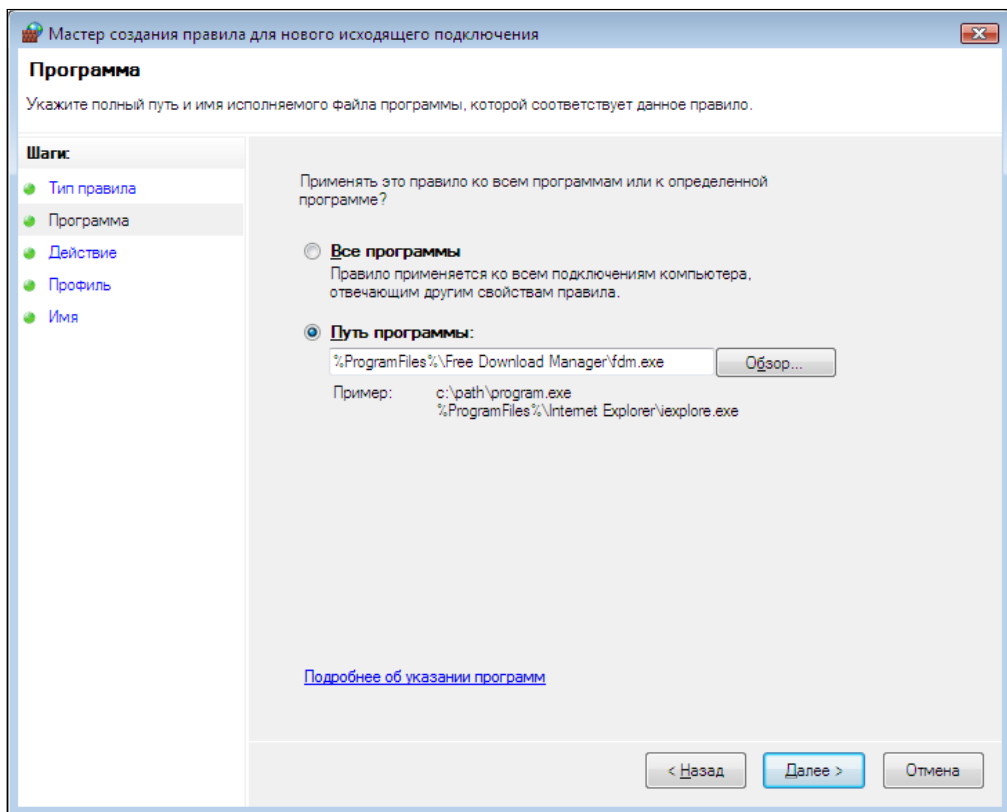 Мастер создания правила для нового исходящего подключения
Программа
Укажите полный путь и имя исполняемого файла программы, которой соответствует данное правило.
Шаги:
Тип правила
Программа
Действие
Профиль
Имя
Применять это правило ко всем программам или к определенной
программе?
Все программы
Правило применяется ко всем подключениям компьютера,
отвечающим другим свойствам правила.
Путь программы:
%ProgramFiles%\Free Download Manager\fdm.exe
Обзор...
Пример: c:\path\program.exe
%ProgramFiles%\Internet Explorer\iexplore.exe
Подробнее об указании программ
< Назад
Далее >
Отмена